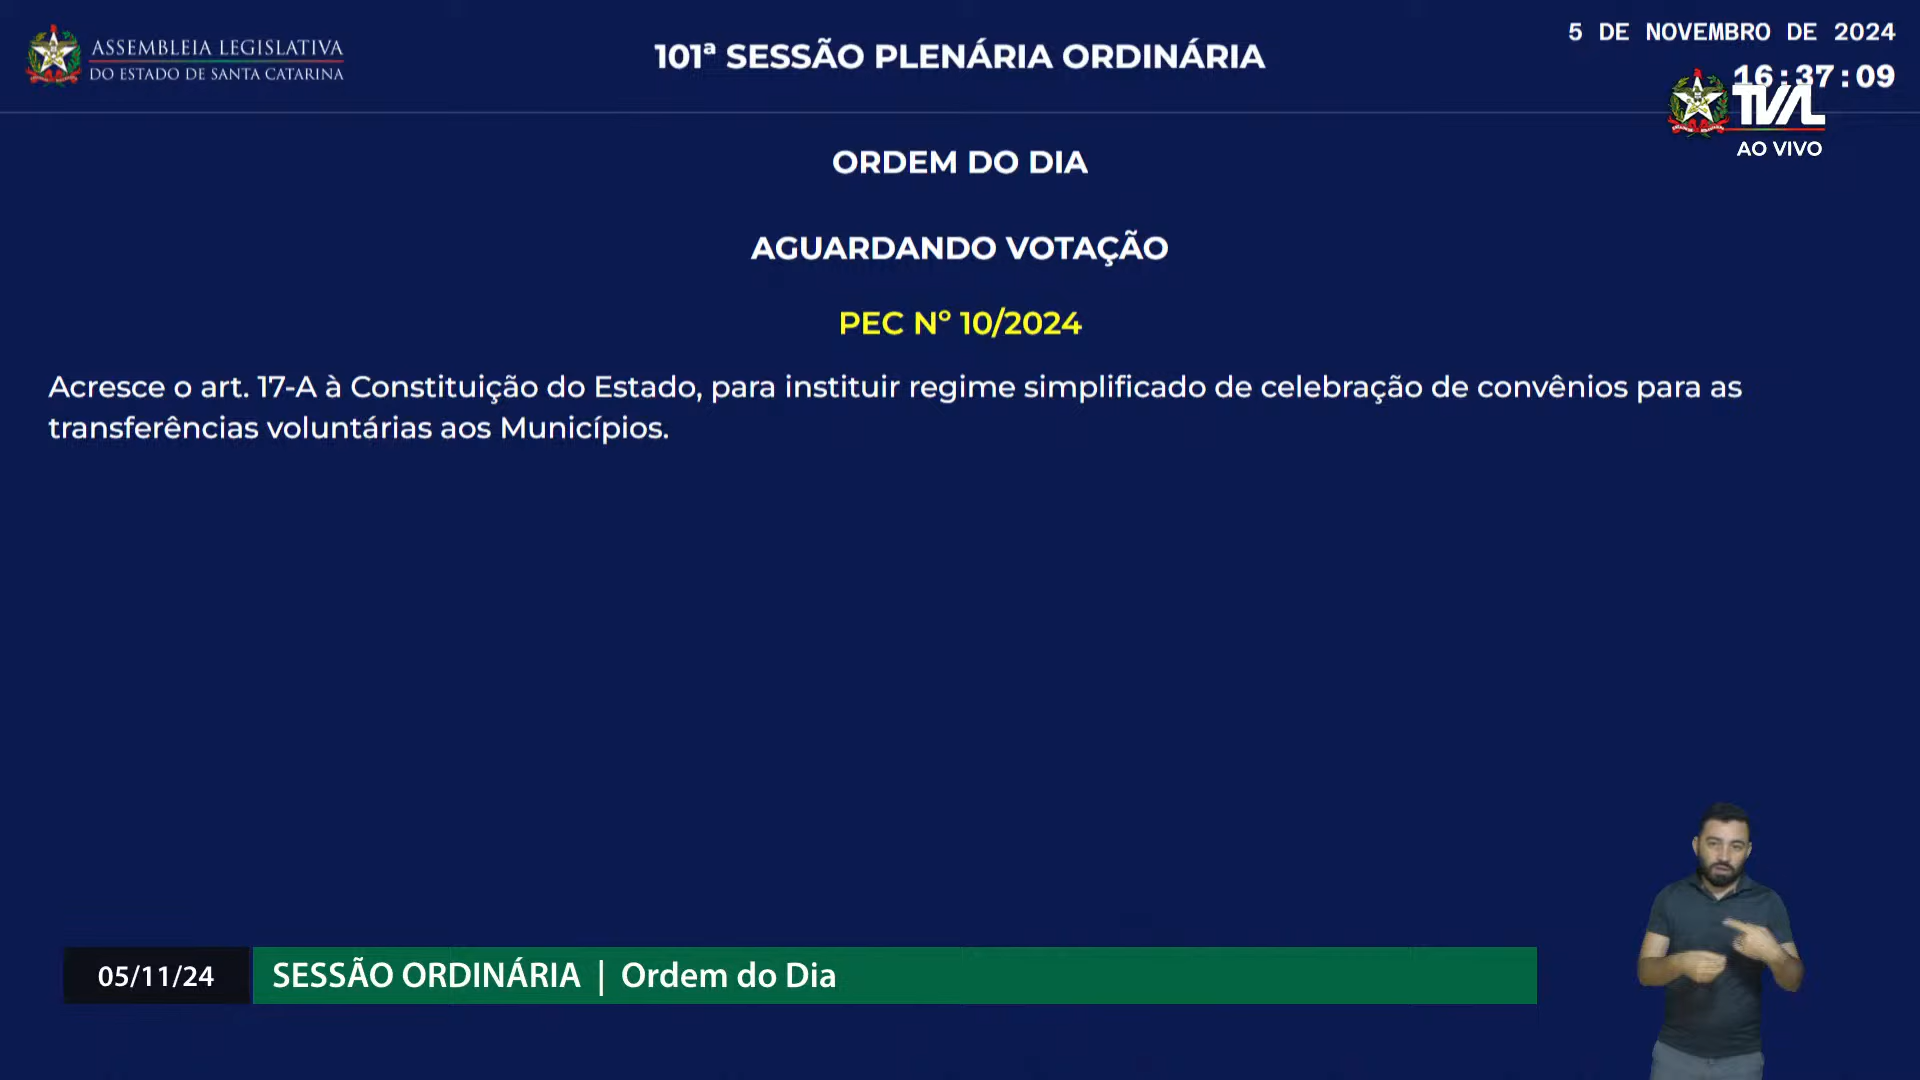 ASSEMBLEIA LEGISLATIVA
DO ESTADO DE SANTA CATARINA
101ª SESSÃO PLENÁRIA ORDINÁRIA
5 DE NOVEMBRO DE 2024
16:37:09
TVAL
AO VIVO
ORDEM DO DIA
AGUARDANDO VOTAÇÃO
PEC Nº 10/2024
Acresce o art. 17-A à Constituição do Estado, para instituir regime simplificado de celebração de convênios para as
transferências voluntárias aos Municípios.
05/11/24
SESSÃO ORDINÁRIA | Ordem do Dia